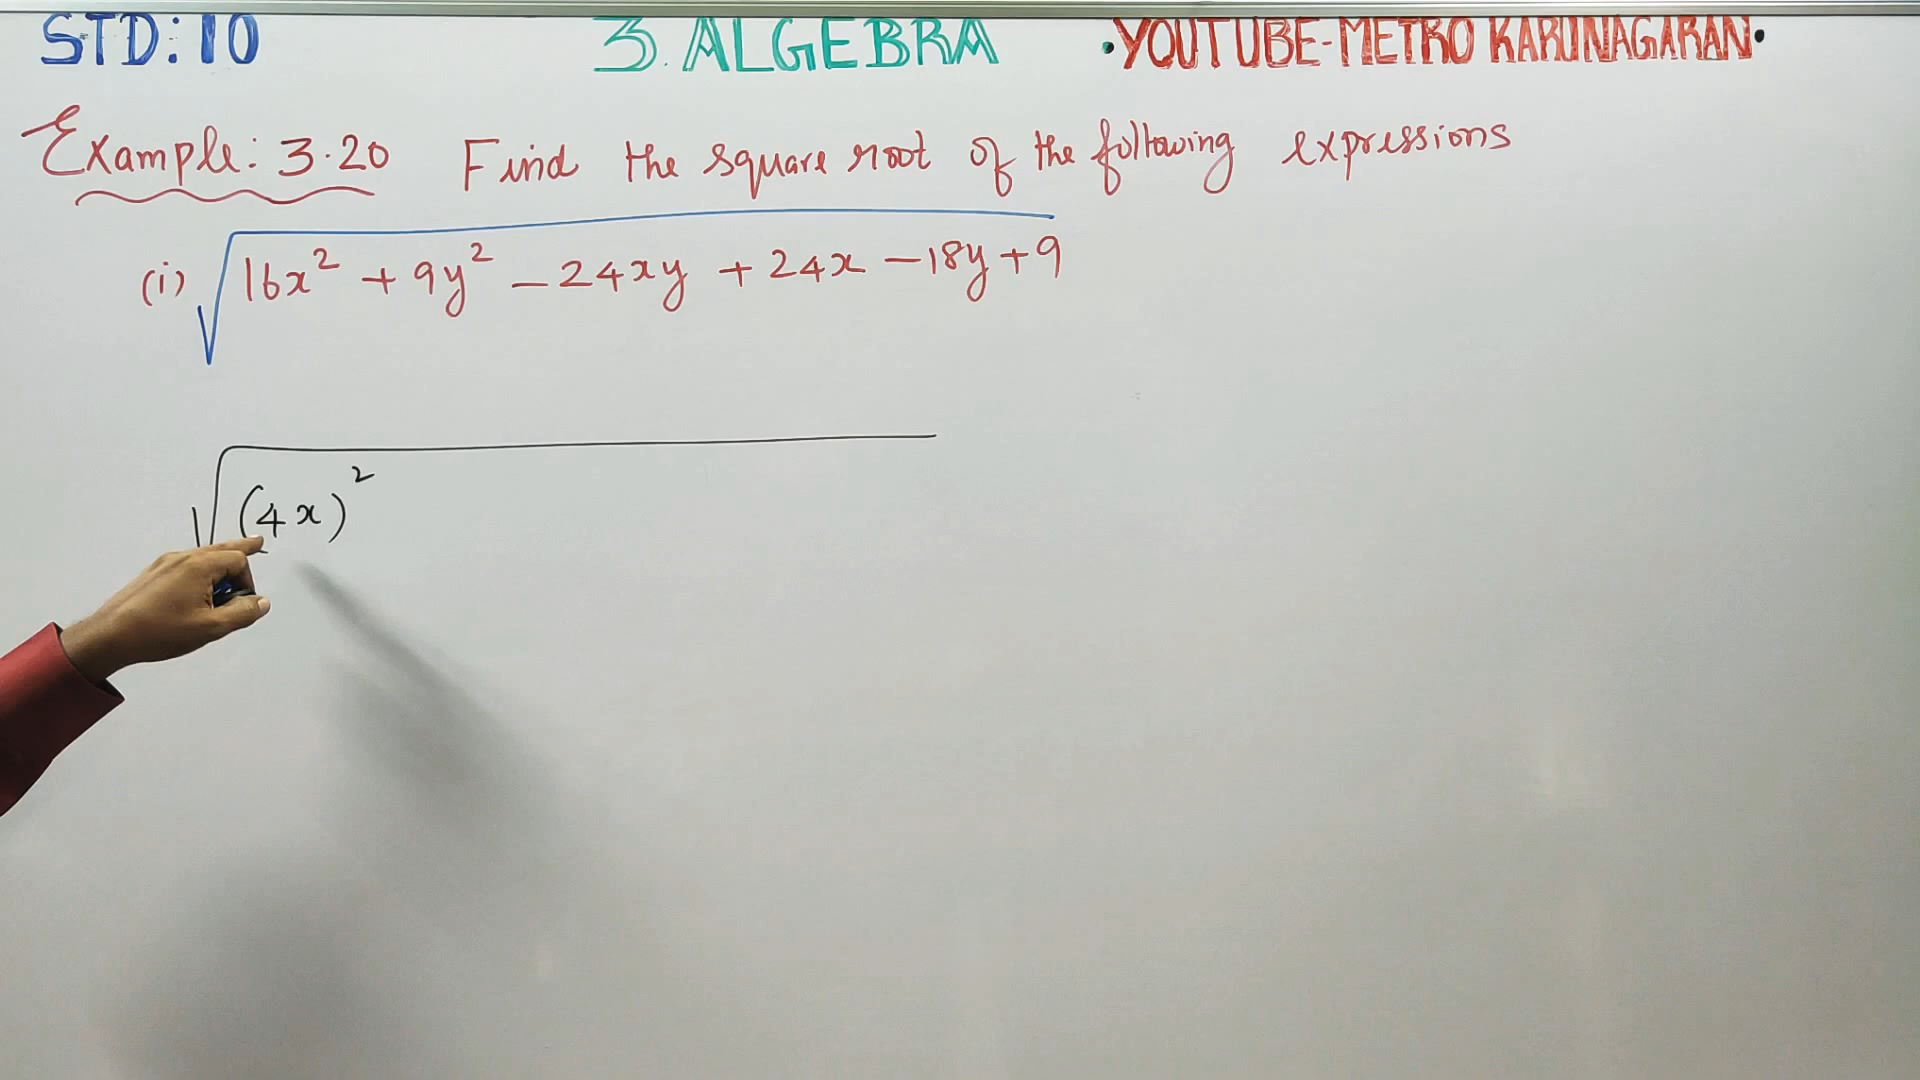 STD: 10 3. ALGEBRA •YOUTUBE-METRO KARUNAGARAN•
Example: 3.20 Find the square root of the following expressions
(i) √16x² + 9y² − 24xy + 24x − 18y + 9
√(4x)²